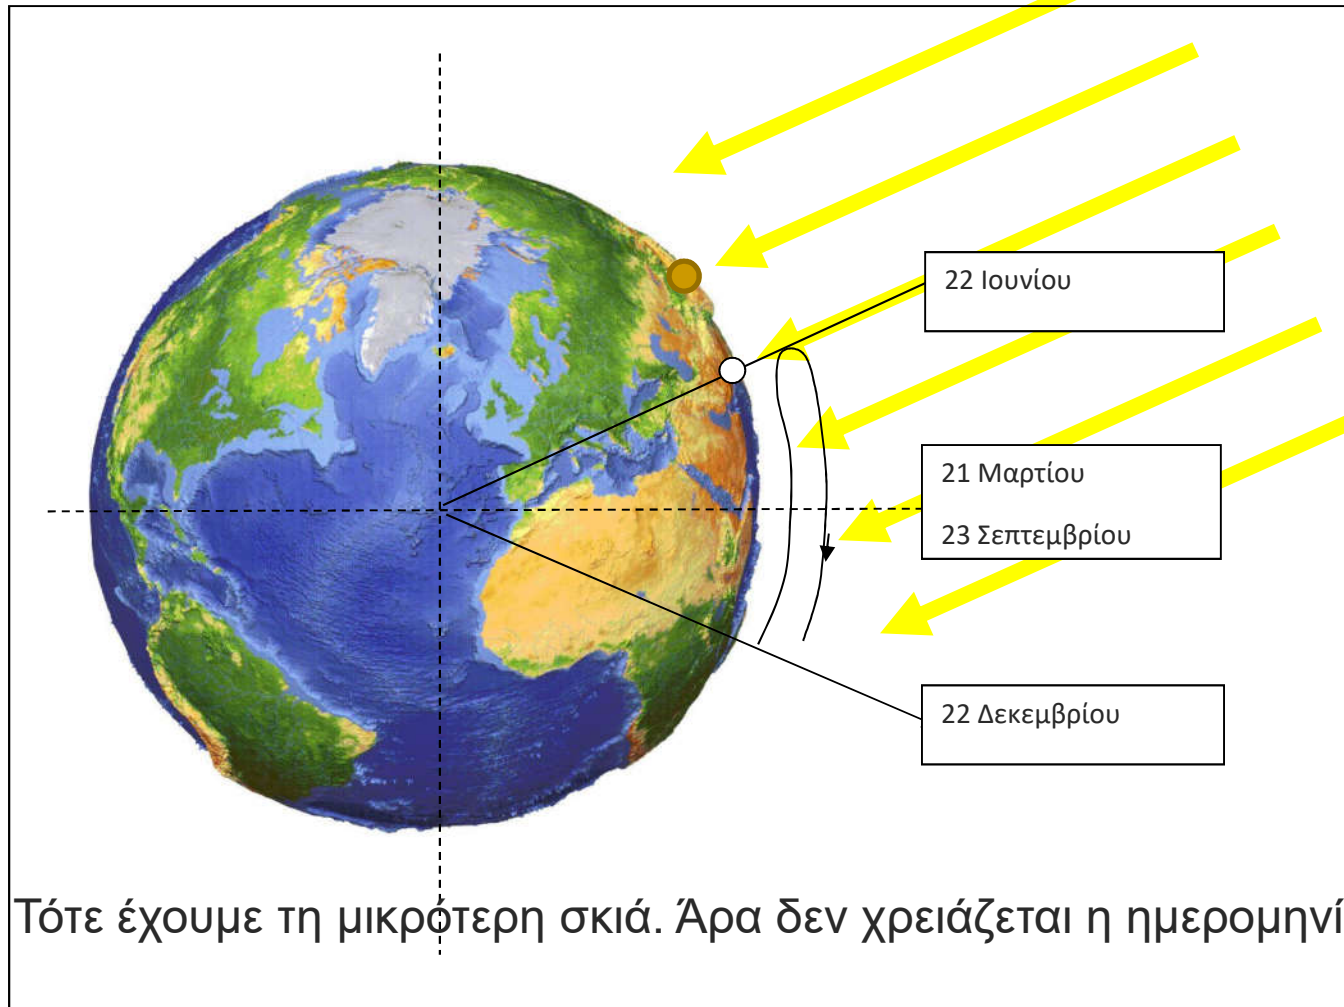 22 Ιουνίου
21 Μαρτίου
23 Σεπτεμβρίου
22 Δεκεμβρίου
Τότε έχουμε τη μικρότερη σκιά. Άρα δεν χρειάζεται η ημερομηνί